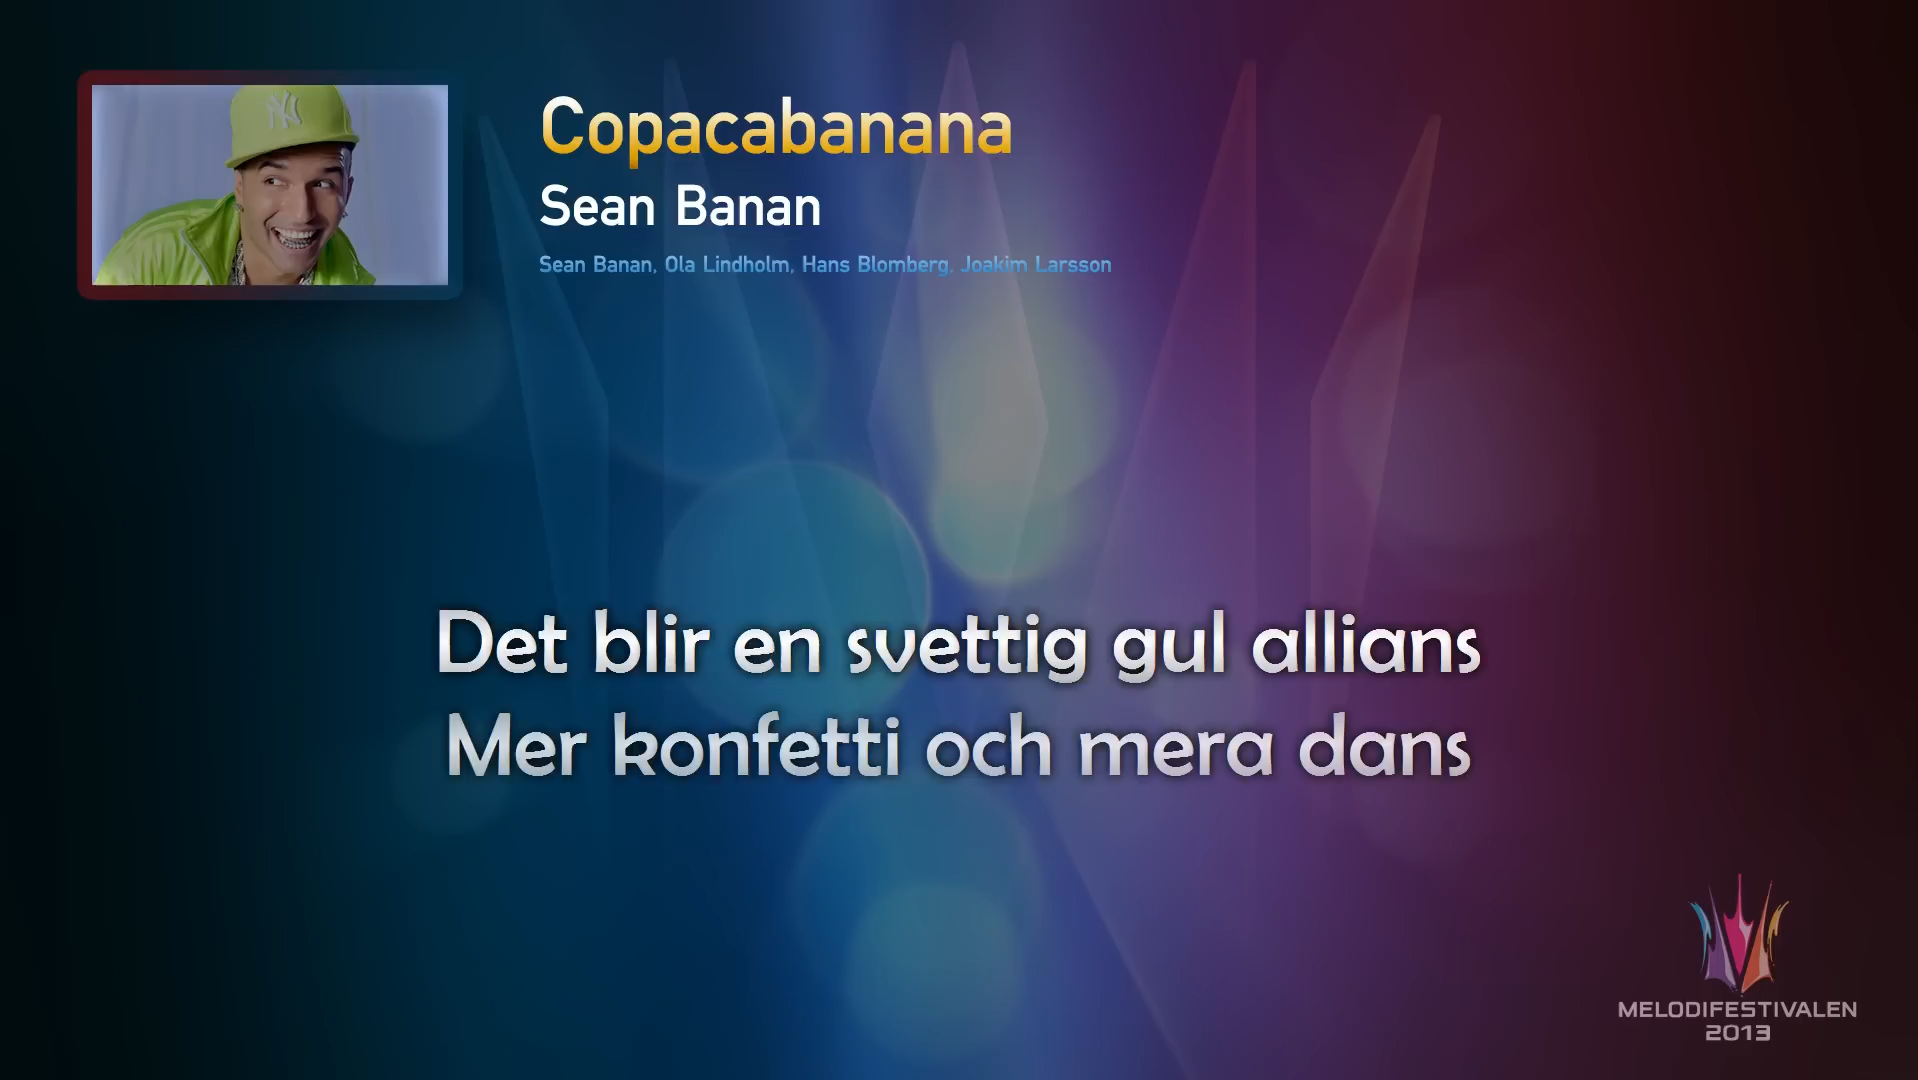 NY
Copacabanana
Sean Banan
Sean Banan, Ola Lindholm, Hans Blomberg, Joakim Larsson
Det blir en svettig gul allians
Mer konfetti och mera dans
MELODIFESTIVALEN
2013